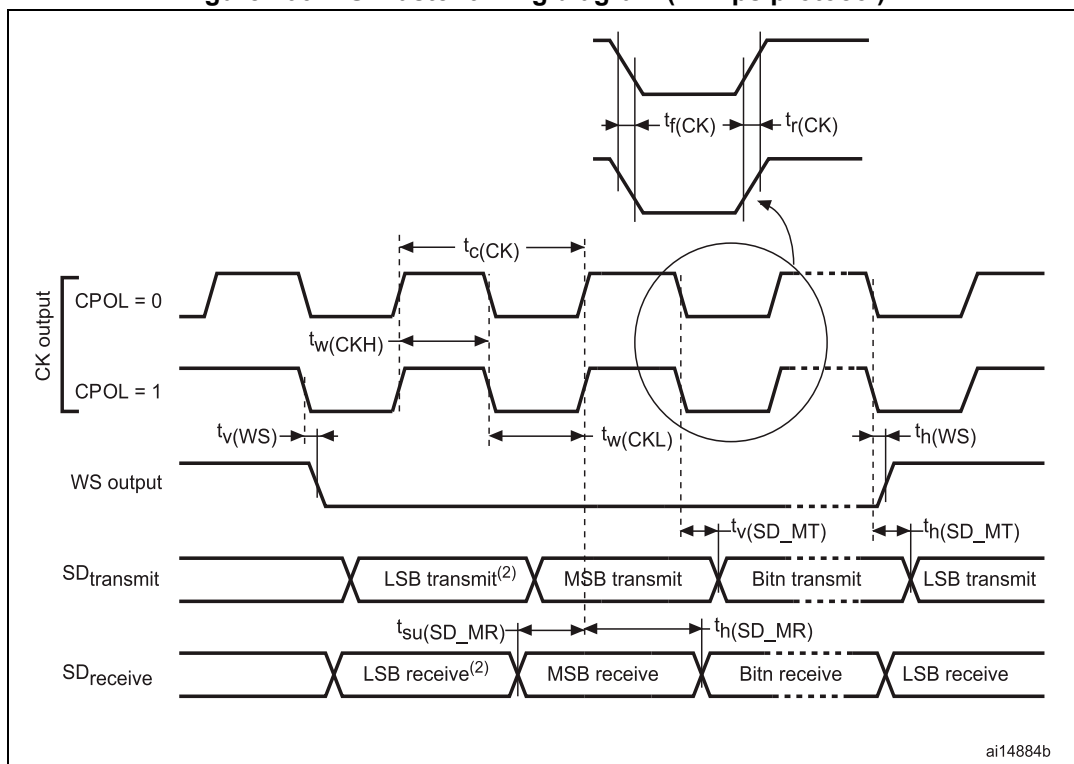 tf(CK)
tr(CK)
tc(CK)
CK output
CPOL = 0
tw(CKH)
CPOL = 1
tv(WS)
tw(CKL)
th(WS)
WS output
tv(SD_MT)
th(SD_MT)
SDtransmit
LSB transmit(2)
MSB transmit
Bitn transmit
LSB transmit
tsu(SD_MR)
th(SD_MR)
SDreceive
LSB receive(2)
MSB receive
Bitn receive
LSB receive
ai14884b